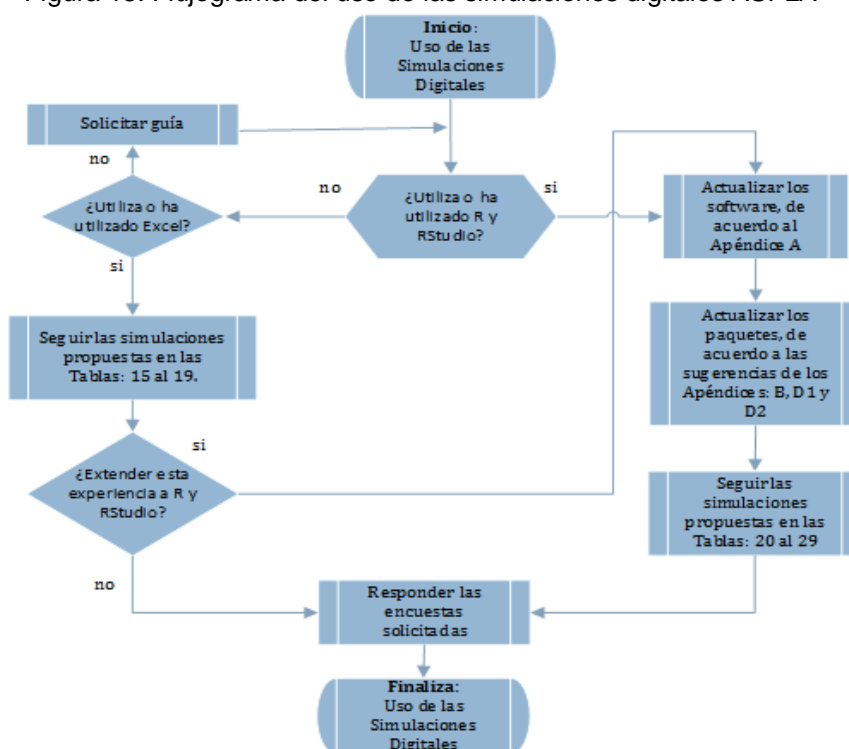 Inicio:
Uso de las
Simulaciones
Digitales
Solicitar guía
no
¿Utiliza o ha
utilizado Excel?
no
¿Utiliza o ha
utilizado R y
RStudio?
si
Actualizar los
software, de
acuerdo al
Apéndice A
si
Seguir las simulaciones
propuestas en las
Tablas: 15 al 19.
Actualizar los
paquetes, de
acuerdo a las
sugerencias de los
Apéndices: B, D1 y
D2
si
¿Extender esta
experiencia a R y
RStudio?
Seguir las
simulaciones
propuestas en las
Tablas: 20 al 29
no
Responder las
encuestas
solicitadas
Finaliza:
Uso de las
Simulaciones
Digitales